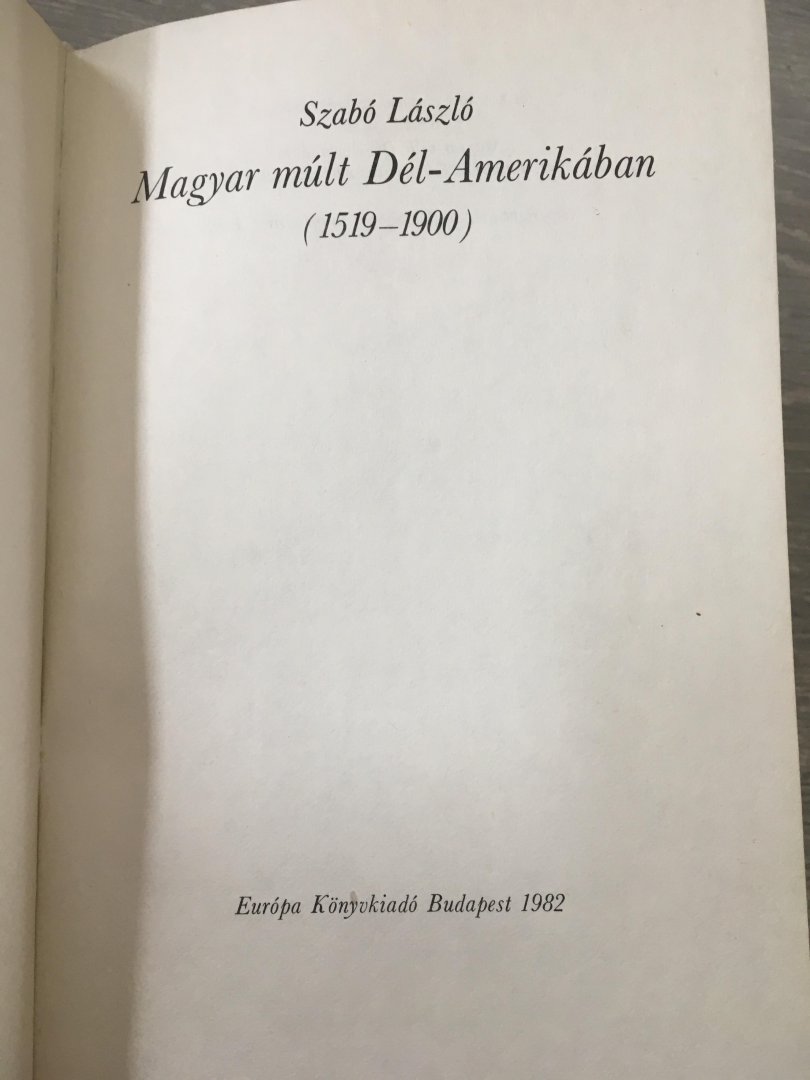 Szabó László
Magyar múlt Dél-Amerikában
(1519–1900)
Európa Könyvkiadó Budapest 1982